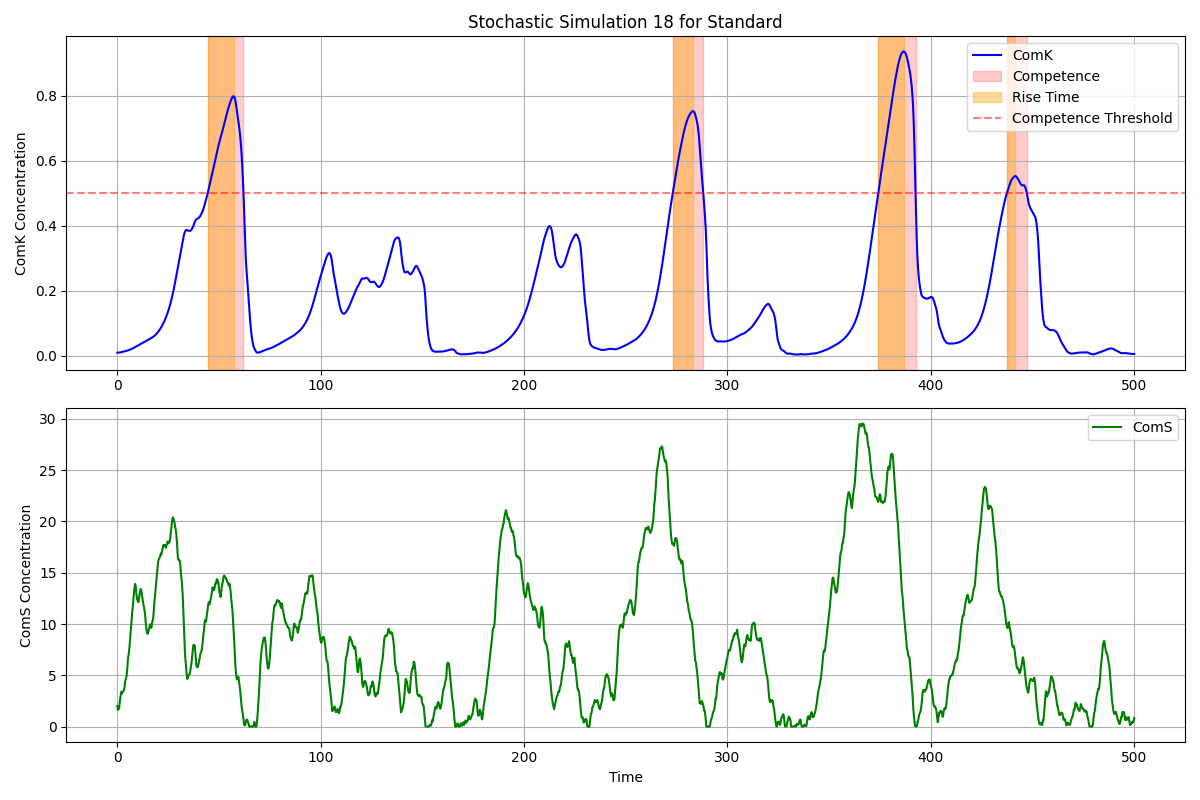 Stochastic Simulation 18 for Standard
ComK Concentration
0.8
0.6
0.4
0.2
0.0
0 100 200 300 400 500
ComK
Competence
Rise Time
Competence Threshold
ComS Concentration
30
25
20
15
10
5
0
0 100 200 300 400 500
ComS
Time